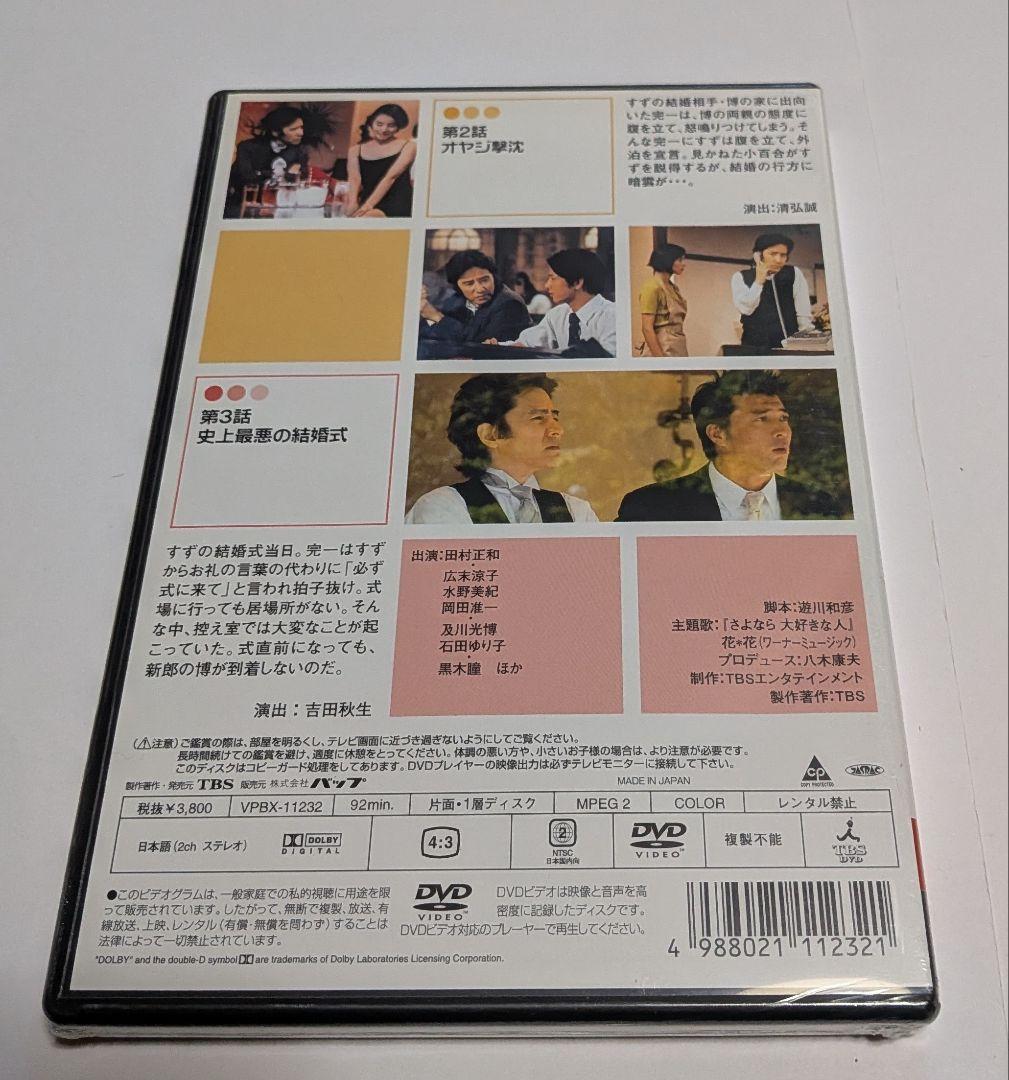 第2話
オヤジ撃沈
すずの結婚相手・博の家に出向
いた完一は、博の両親の態度に
腹を立て、怒鳴りつけてしまう。そ
んな完一にすずは腹を立て、外
泊を宣言。見かねた小百合がす
ずを説得するが、結婚の行方に
暗雲が・・・。
演出:清弘誠
第3話
史上最悪の結婚式
すずの結婚式当日。完一はすず
からお礼の言葉の代わりに「必ず
式に来て」と言われ拍子抜け。式
場に行っても居場所がない。そん
な中、控え室では大変なことが起
こっていた。式直前になっても、
新郎の博が到着しないのだ。
演出:吉田秋生
出演:田村正和
・
広末涼子
水野美紀
岡田准一
・
及川光博
石田ゆり子
・
黒木瞳 ほか
脚本:遊川和彦
主題歌:『さよなら 大好きな人』
花*花(ワーナーミュージック)
プロデュース:八木康夫
制作:TBSエンタテインメント
製作著作:TBS
(⚠注意)ご鑑賞の際は、部屋を明るくし、テレビ画面に近づき過ぎないようにしてご覧ください。
長時間続けての鑑賞を避け、適度に休憩をとってください。体調の悪い方や、小さいお子様の場合は、より注意が必要です。
このディスクはコピーガード処理をしてあります。DVDプレイヤーの映像出力は必ずテレビモニターに接続して下さい。
製作著作・発売元 TBS 販売元 株式会社 バップ
MADE IN JAPAN
CP
COPY PROTECTED
JASRAC
税抜¥3,800 VPBX-11232 92min. 片面・1層ディスク MPEG 2 COLOR レンタル禁止
日本語(2ch ステレオ) DOLBY DIGITAL 4:3 2 NTSC 日本国内向 DVD VIDEO 複製不能 TBS DVD
●このビデオグラムは、一般家庭での私的視聴に用途を限
って販売されています。したがって、無断で複製、放送、有
線放送、上映、レンタル(有償・無償を問わず)することは
法律によって一切禁止されています。
DVD
VIDEO
DVDビデオは映像と音声を高
密度に記録したディスクです。
DVDビデオ対応のプレーヤーで再生してください。
"DOLBY" and the double-D symbol are trademarks of Dolby Laboratories Licensing Corporation.
4 988021 112321